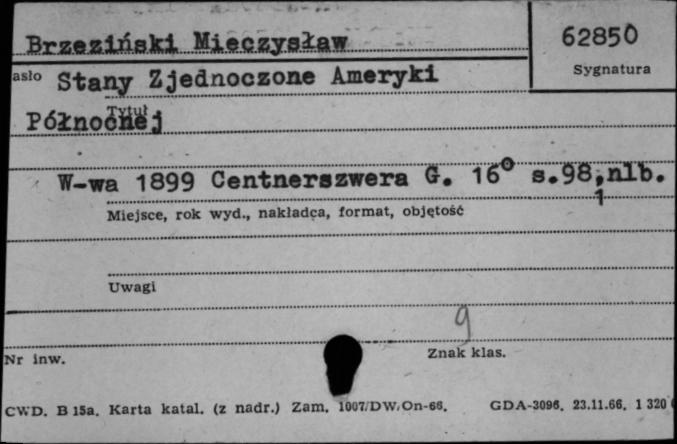 Brzeziński Mieczysław
62850
Sygnatura
asło Stany Zjednoczone Ameryki
Tytuł
Północnej
W-wa 1899 Centnerszwera G. 16° s.98,nlb.
1
Miejsce, rok wyd., nakładca, format, objętość
Uwagi
9
Nr inw.
Znak klas.
CWD. B 15a. Karta katal. (z nadr.) Zam. 1007/DW/On-66. GDA-3096. 23.11.66. 1 320